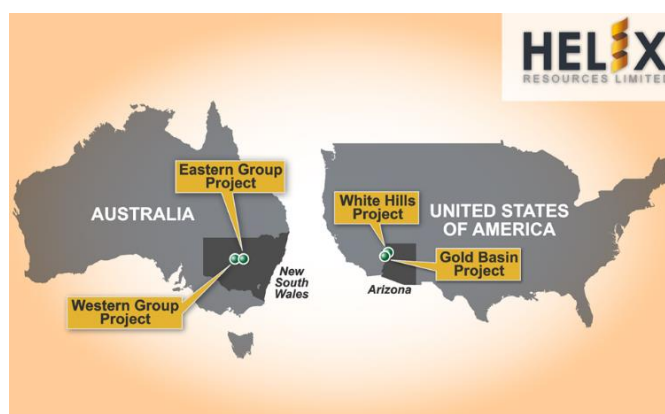 HELIX
RESOURCES LIMITED
Eastern Group
Project
AUSTRALIA
Western Group
Project
New
South
Wales
White Hills
Project
UNITED STATES
OF AMERICA
Gold Basin
Project
Arizona